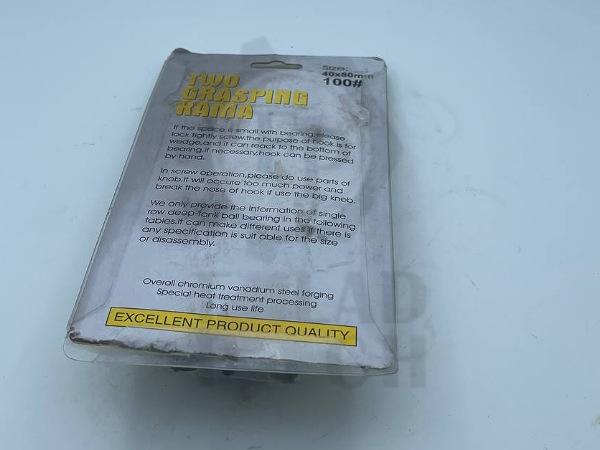 Size:
40x80mm
100#
TWO
GRASPING
RAMA
If the space is small with bearing,please
lock tightly screw,the purpose of hook is for
wedge,and it can reack to the bottom of
bearing.If necessary,hook can be pressed
by hand.
In screw operation,please do use parts of
knob.It will occure too much power and
break the nose of hook if use the big knob.
We only provide the information of single
row deep-fank ball bearing in the following
tables.It can make different uses if there is
any specification is suit able for the size
or disassembly.
Overall chromium vanadium steel forging
Special heat treatment processing
Long use life
EXCELLENT PRODUCT QUALITY